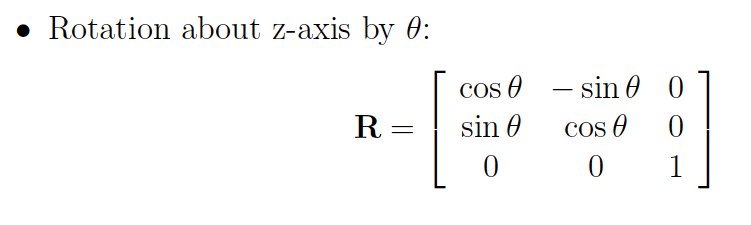 • Rotation about z-axis by θ:
cos θ − sin θ 0
R = sin θ cos θ 0
0 0 1